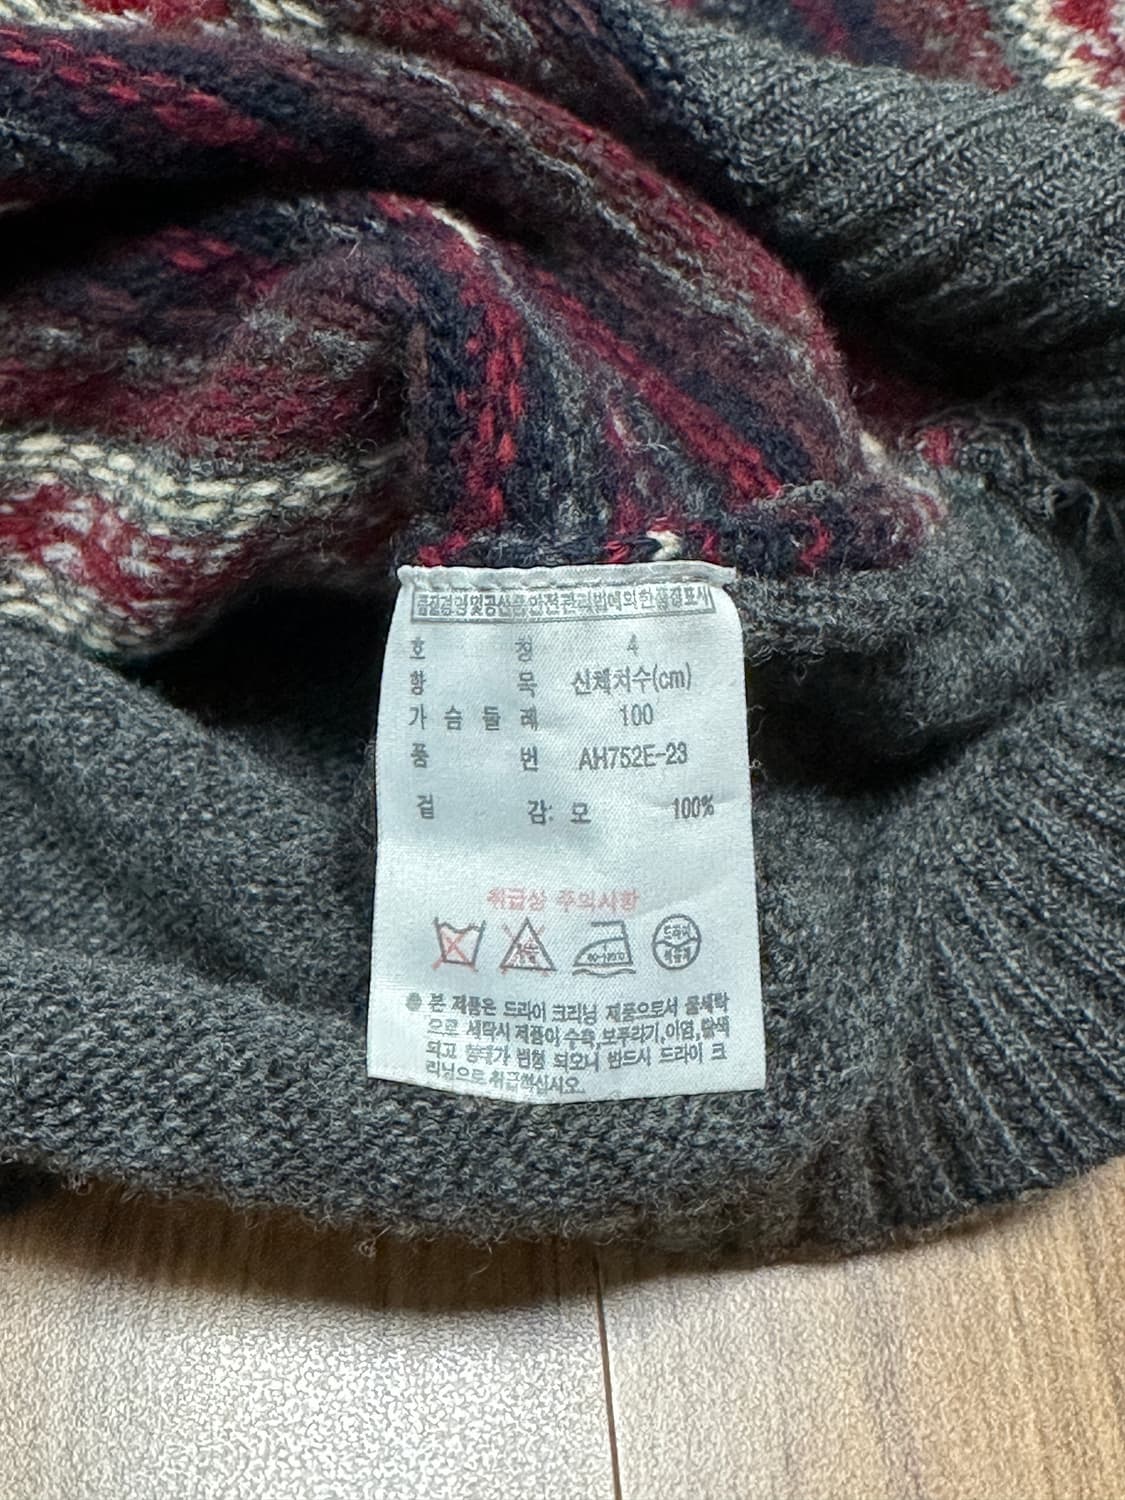 품질경영및공산품안전관리법에의한품질표시
호 칭 4
항 목 신체치수(cm)
가 슴 둘 레 100
품 번 AH752E-23
겉 감: 모 100%
취급상 주의사항
드라이
● 본 제품은 드라이 크리닝 제품으로서 물세탁
으로 세탁시 제품이 수축,보푸라기,이염,탈색
되고 형태가 변형 되오니 반드시 드라이 크
리닝으로 취급하십시오.